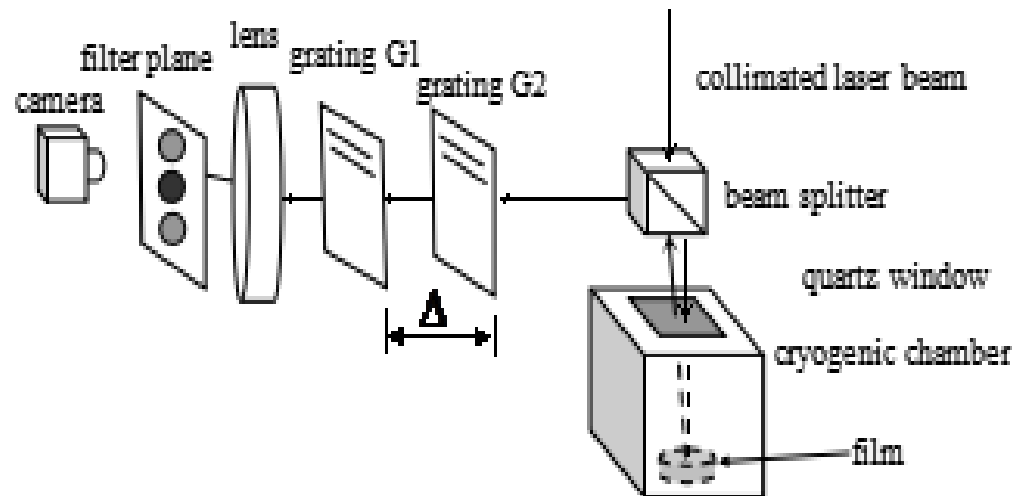 lens
grating G1
filter plane
grating G2
camera
collimated laser beam
beam splitter
quartz window
Δ
cryogenic chamber
film